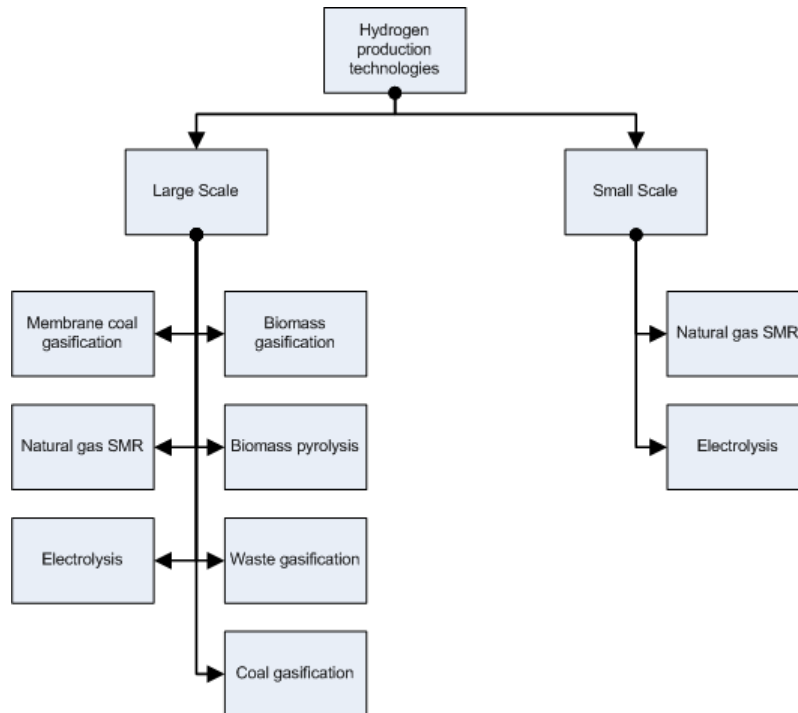 Hydrogen
production
technologies
Large Scale
Small Scale
Membrane coal
gasification
Biomass
gasification
Natural gas SMR
Natural gas SMR
Biomass pyrolysis
Electrolysis
Electrolysis
Waste gasification
Coal gasification